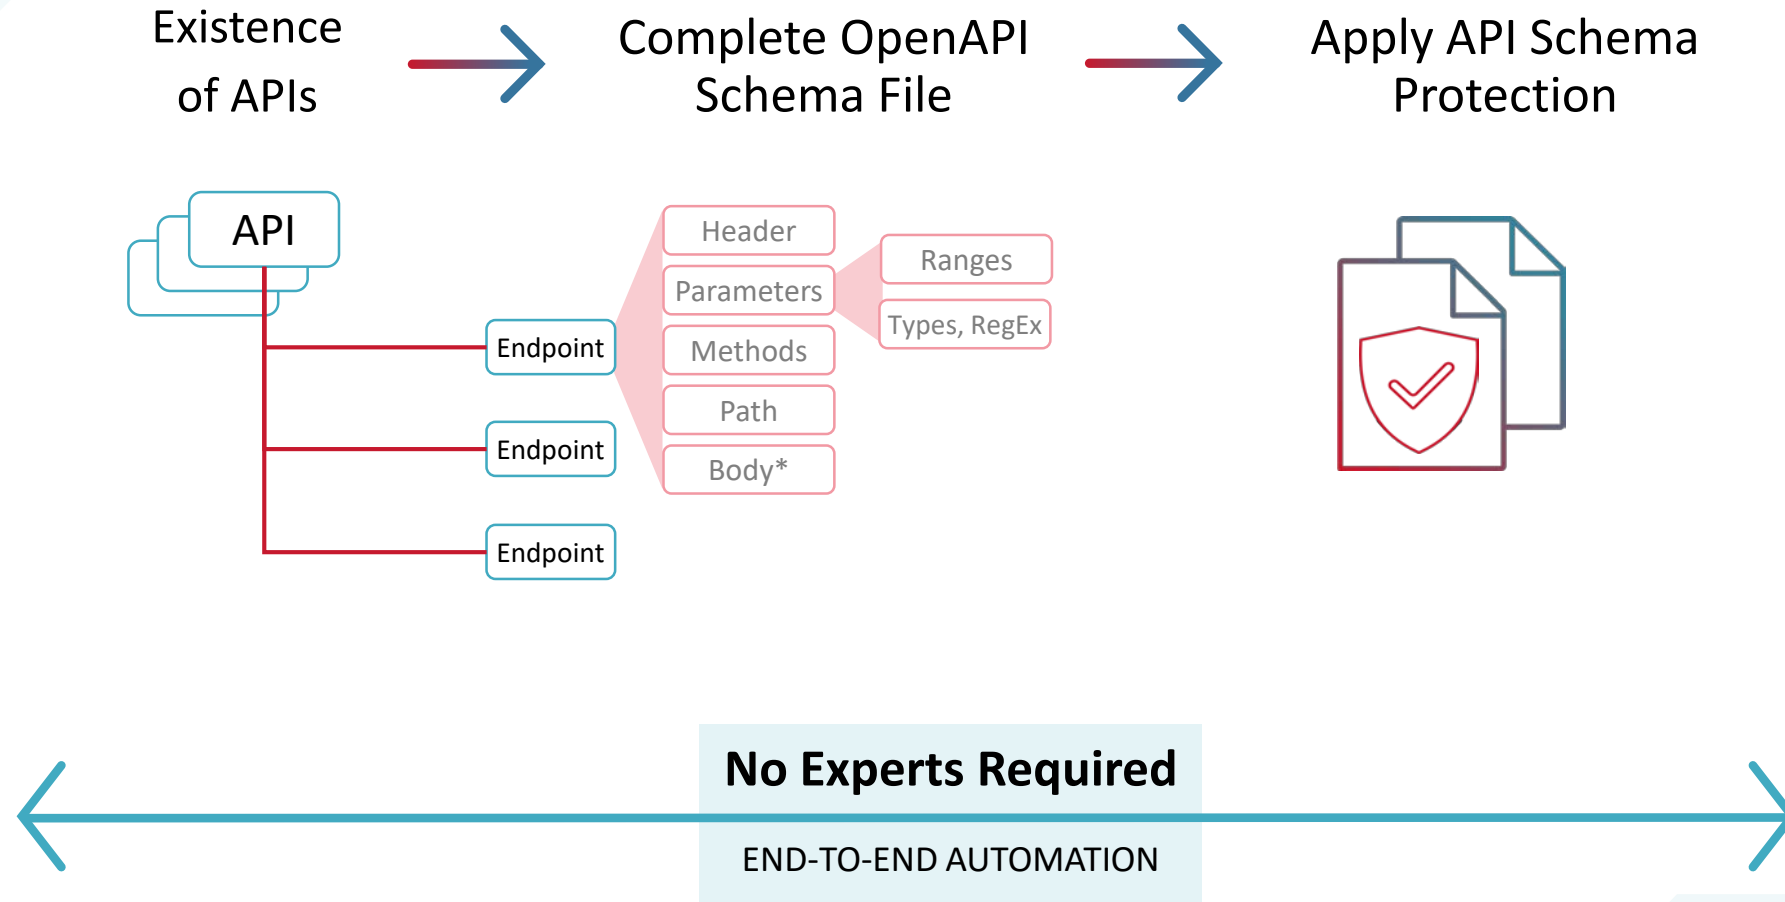 Existence
of APIs
Complete OpenAPI
Schema File
Apply API Schema
Protection
API
Endpoint
Endpoint
Endpoint
Header
Parameters
Methods
Path
Body*
Ranges
Types, RegEx
No Experts Required
END-TO-END AUTOMATION